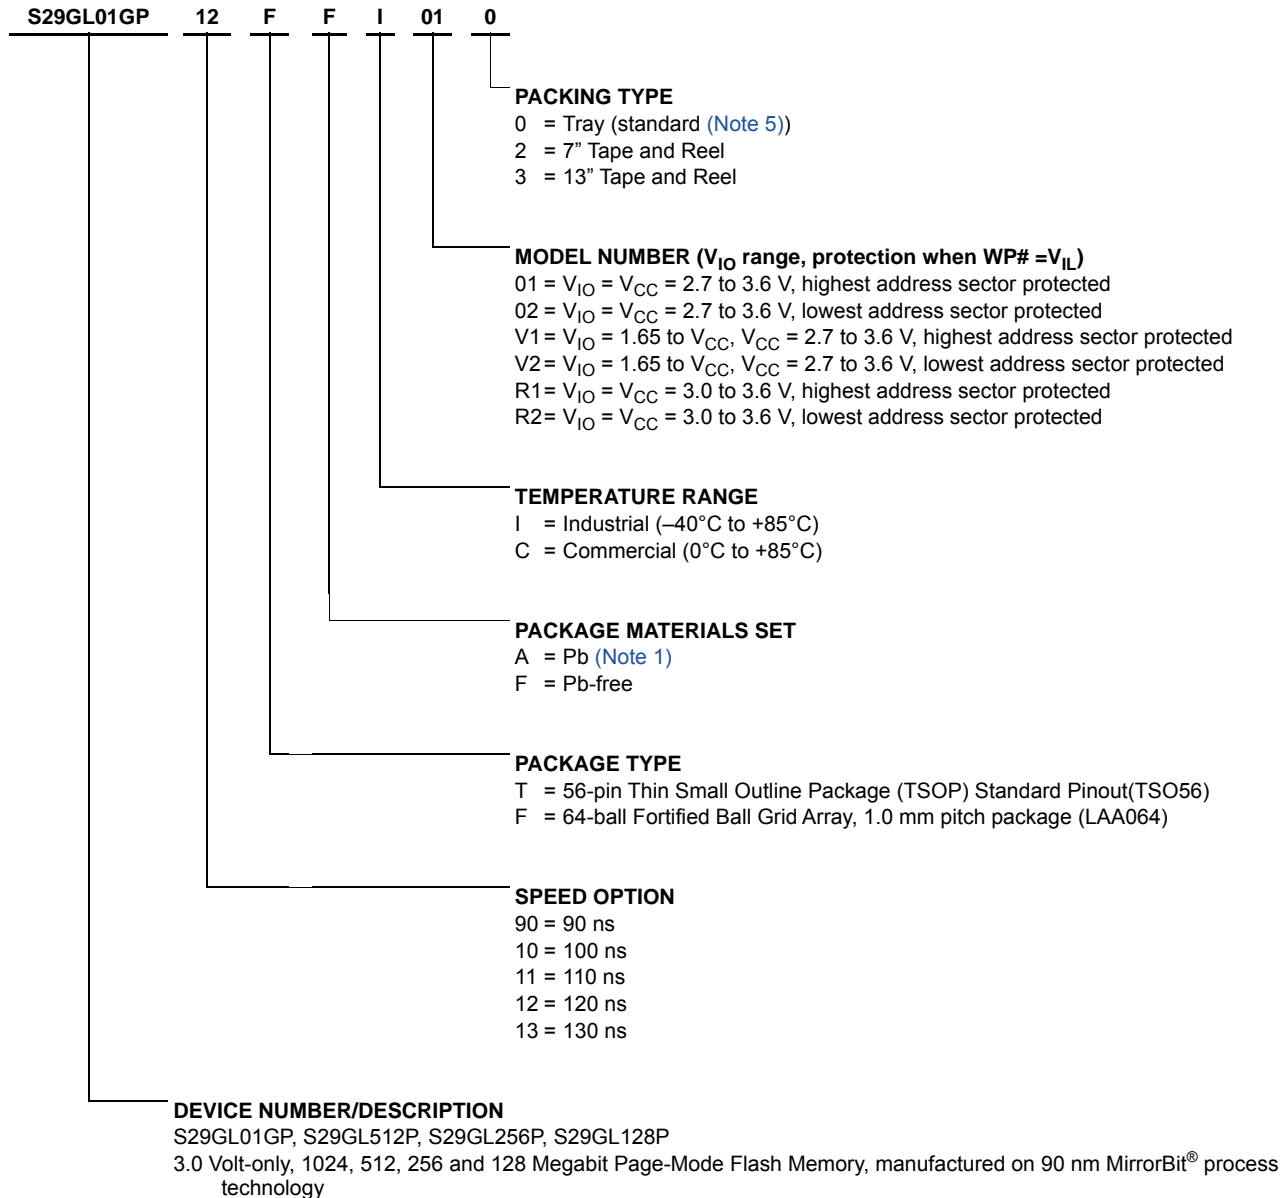 S29GL01GP 12 F F I 01 0
PACKING TYPE
0 = Tray (standard (Note 5))
2 = 7” Tape and Reel
3 = 13” Tape and Reel
MODEL NUMBER (VIO range, protection when WP# =VIL)
01 = VIO = VCC = 2.7 to 3.6 V, highest address sector protected
02 = VIO = VCC = 2.7 to 3.6 V, lowest address sector protected
V1 = VIO = 1.65 to VCC, VCC = 2.7 to 3.6 V, highest address sector protected
V2 = VIO = 1.65 to VCC, VCC = 2.7 to 3.6 V, lowest address sector protected
R1 = VIO = VCC = 3.0 to 3.6 V, highest address sector protected
R2 = VIO = VCC = 3.0 to 3.6 V, lowest address sector protected
TEMPERATURE RANGE
I = Industrial (–40°C to +85°C)
C = Commercial (0°C to +85°C)
PACKAGE MATERIALS SET
A = Pb (Note 1)
F = Pb-free
PACKAGE TYPE
T = 56-pin Thin Small Outline Package (TSOP) Standard Pinout(TSO56)
F = 64-ball Fortified Ball Grid Array, 1.0 mm pitch package (LAA064)
SPEED OPTION
90 = 90 ns
10 = 100 ns
11 = 110 ns
12 = 120 ns
13 = 130 ns
DEVICE NUMBER/DESCRIPTION
S29GL01GP, S29GL512P, S29GL256P, S29GL128P
3.0 Volt-only, 1024, 512, 256 and 128 Megabit Page-Mode Flash Memory, manufactured on 90 nm MirrorBit® process
technology